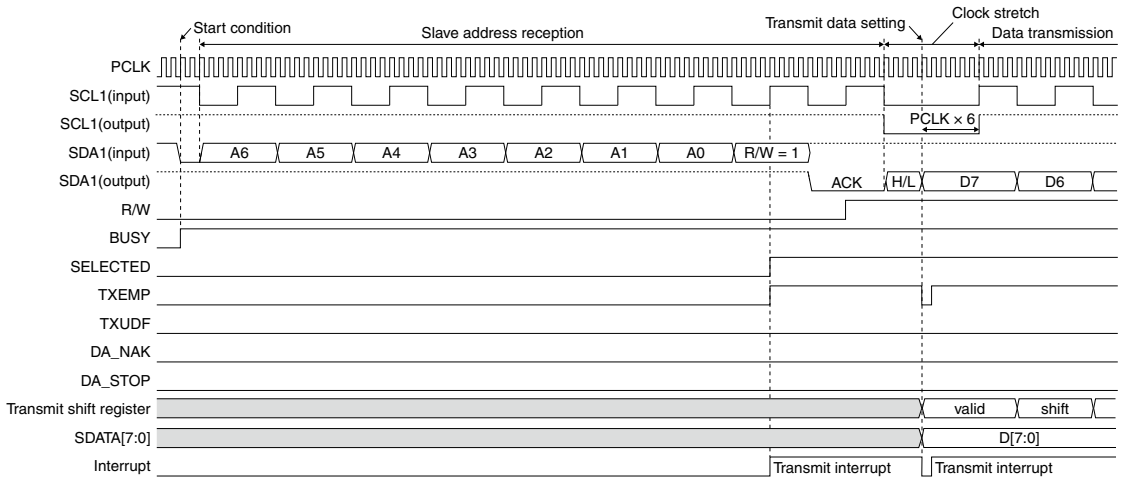 Start condition
Slave address reception
Transmit data setting
Clock stretch
Data transmission
PCLK
SCL1(input)
SCL1(output)
PCLK × 6
SDA1(input)
A6 A5 A4 A3 A2 A1 A0 R/W = 1
SDA1(output)
ACK H/L D7 D6
R/W
BUSY
SELECTED
TXEMP
TXUDF
DA_NAK
DA_STOP
Transmit shift register
valid shift
SDATA[7:0]
D[7:0]
Interrupt
Transmit interrupt Transmit interrupt